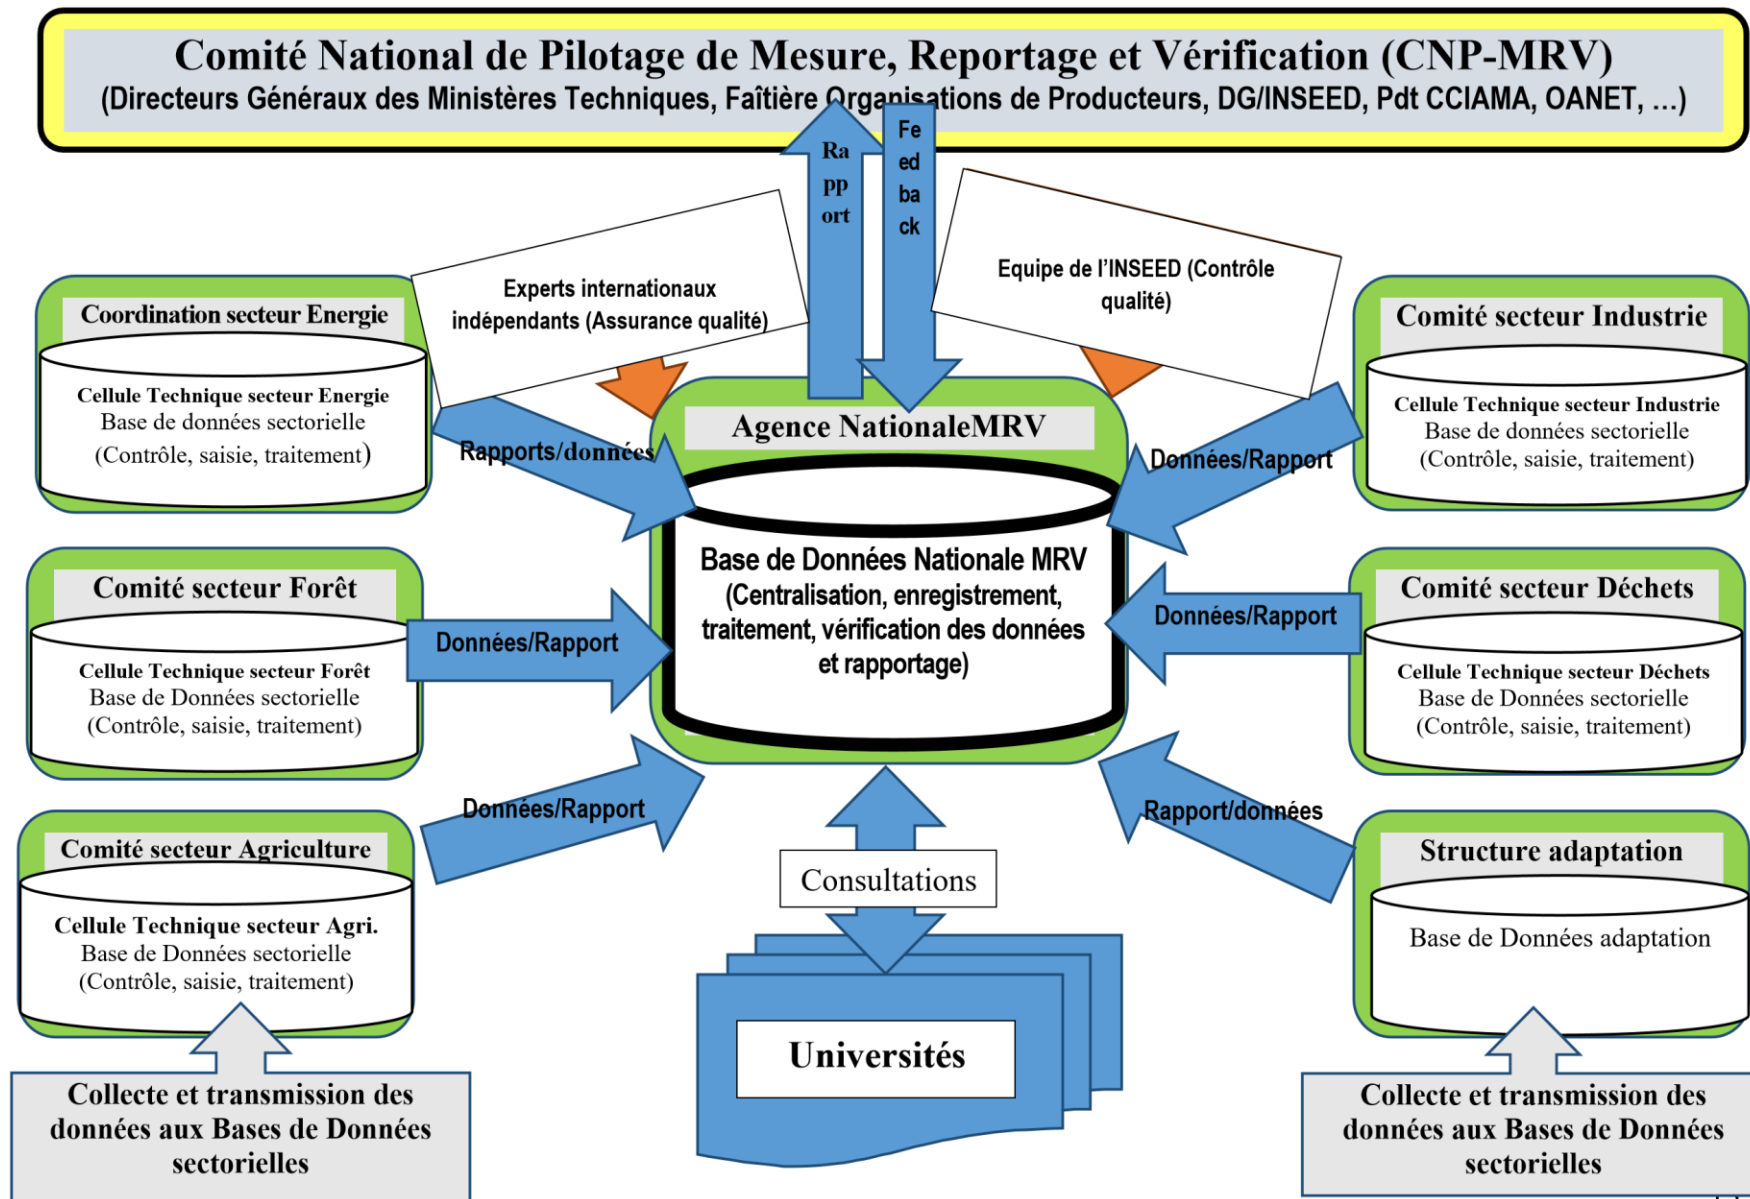 Comité National de Pilotage de Mesure, Reportage et Vérification (CNP-MRV)
(Directeurs Généraux des Ministères Techniques, Faîtière Organisations de Producteurs, DG/INSEED, Pdt CCIAMA, OANET, …)
Ra
pp
ort
Fe
ed
ba
ck
Experts internationaux
indépendants (Assurance qualité)
Equipe de l’INSEED (Contrôle
qualité)
Coordination secteur Energie
Cellule Technique secteur Energie
Base de données sectorielle
(Contrôle, saisie, traitement)
Rapports/données
Comité secteur Industrie
Cellule Technique secteur Industrie
Base de données sectorielle
(Contrôle, saisie, traitement)
Données/Rapport
Agence NationaleMRV
Base de Données Nationale MRV
(Centralisation, enregistrement,
traitement, vérification des données
et rapportage)
Comité secteur Forêt
Cellule Technique secteur Forêt
Base de Données sectorielle
(Contrôle, saisie, traitement)
Données/Rapport
Comité secteur Déchets
Cellule Technique secteur Déchets
Base de Données sectorielle
(Contrôle, saisie, traitement)
Données/Rapport
Comité secteur Agriculture
Cellule Technique secteur Agri.
Base de Données sectorielle
(Contrôle, saisie, traitement)
Données/Rapport
Structure adaptation
Base de Données adaptation
Rapport/données
Consultations
Universités
Collecte et transmission des
données aux Bases de Données
sectorielles
Collecte et transmission des
données aux Bases de Données
sectorielles